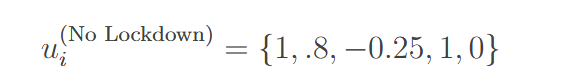 u_i^(No Lockdown) = {1, .8, −0.25, 1, 0}